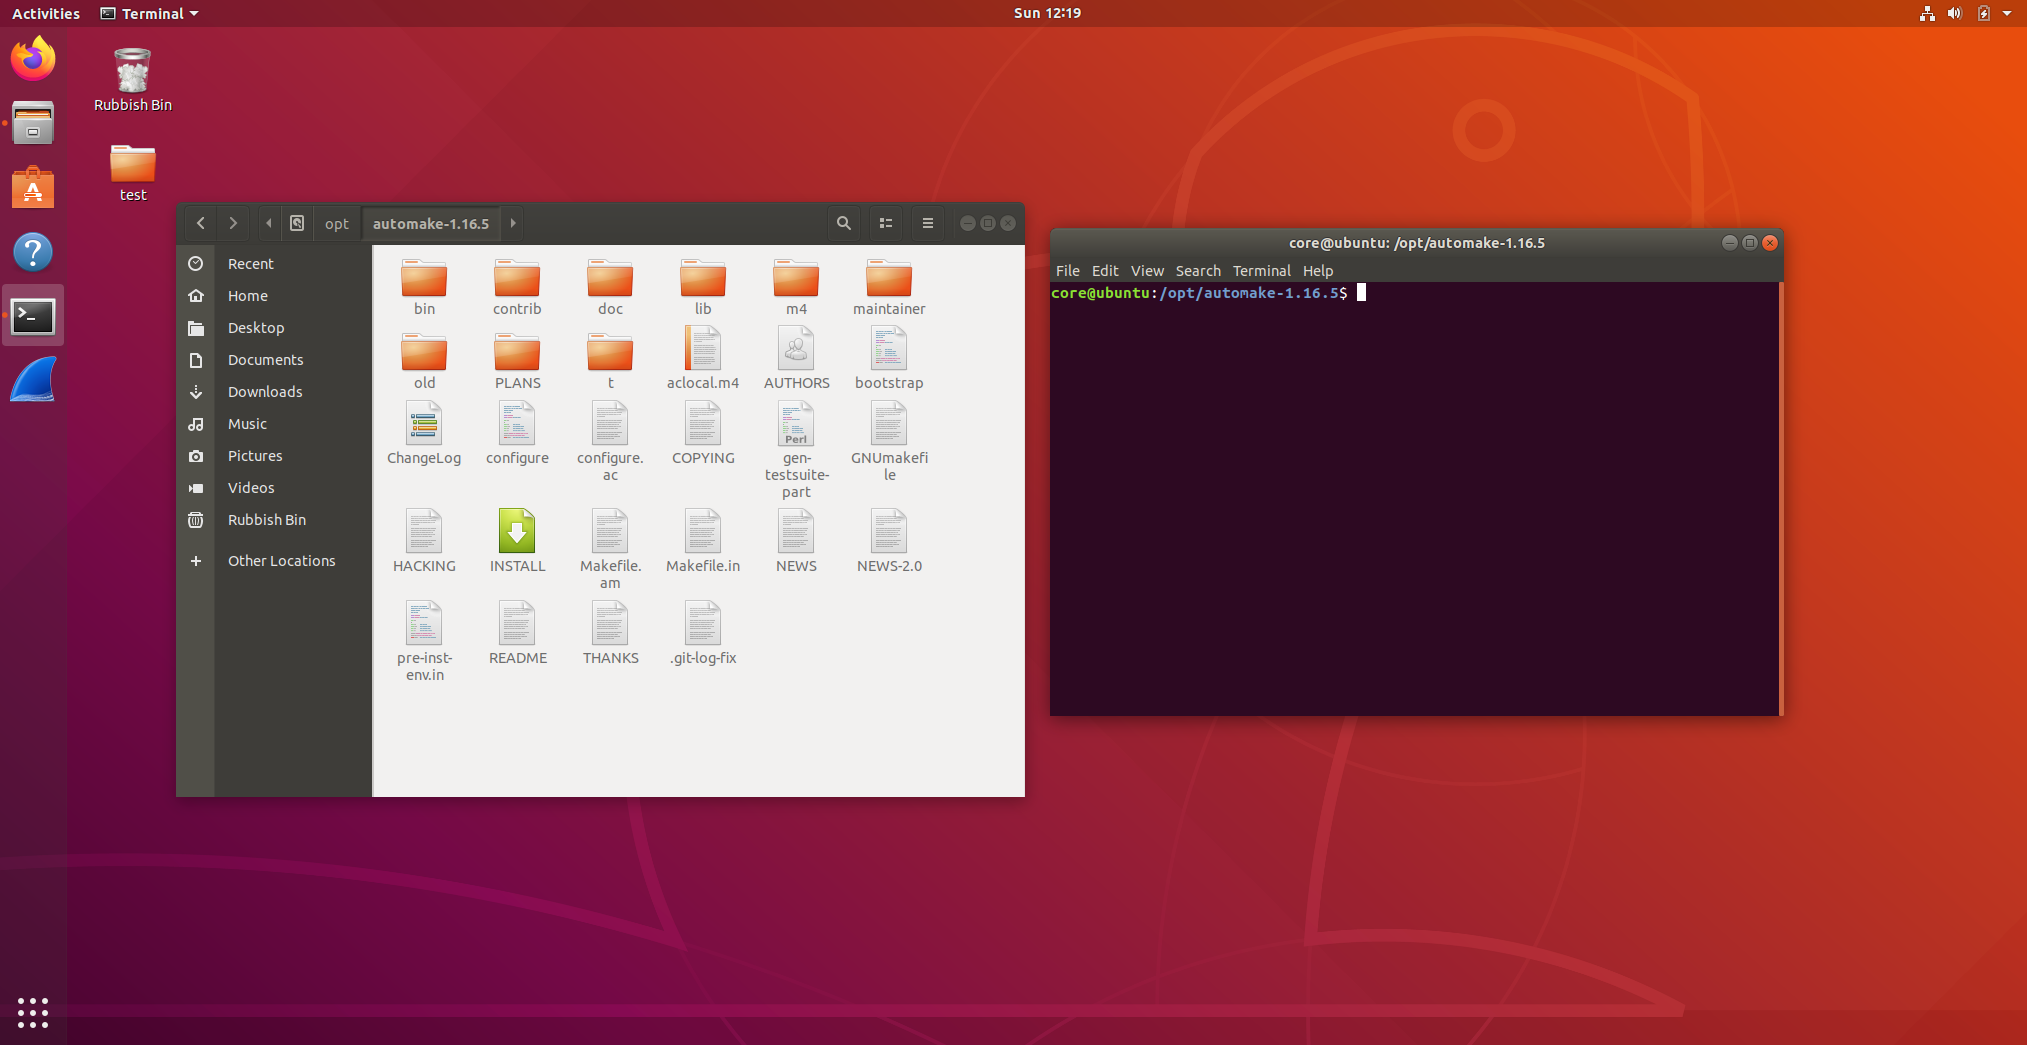 Activities
Terminal
Sun 12:19
Rubbish Bin
test
opt
automake-1.16.5
Recent
Home
Desktop
Documents
Downloads
Music
Pictures
Videos
Rubbish Bin
Other Locations
bin
contrib
doc
lib
m4
maintainer
old
PLANS
t
aclocal.m4
AUTHORS
bootstrap
ChangeLog
configure
configure.
ac
COPYING
Perl
gen-
testsuite-
part
GNUmakefi
le
HACKING
INSTALL
Makefile.
am
Makefile.in
NEWS
NEWS-2.0
pre-inst-
env.in
README
THANKS
.git-log-fix
core@ubuntu: /opt/automake-1.16.5
File Edit View Search Terminal Help
core@ubuntu:/opt/automake-1.16.5$